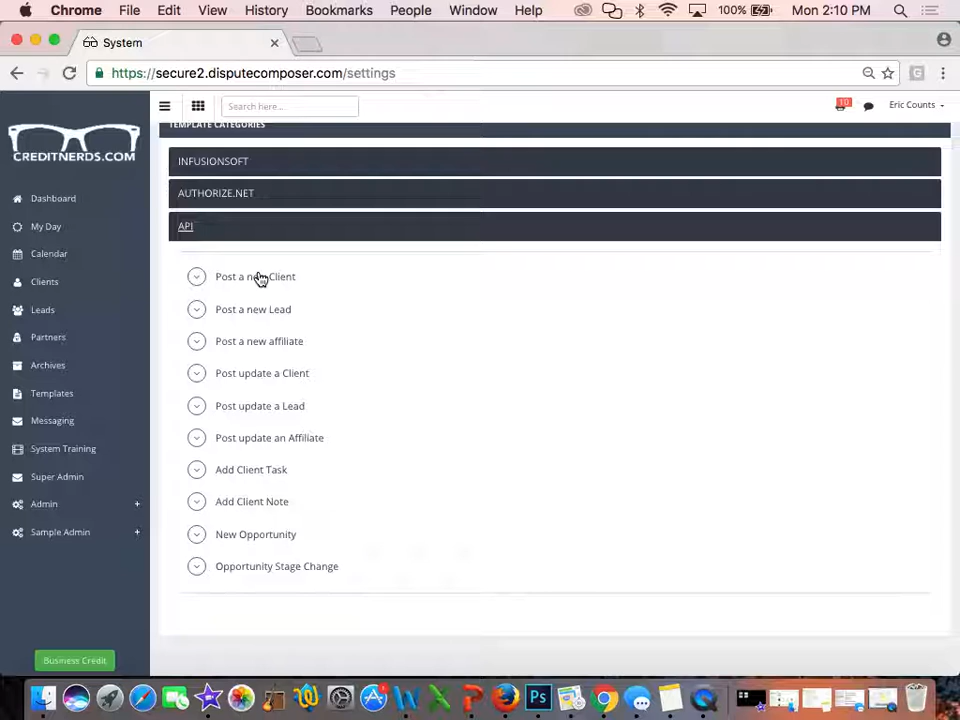 Chrome File Edit View History Bookmarks People Window Help 100% Mon 2:10 PM
System
https://secure2.disputecomposer.com/settings
Search here...
10
Eric Counts
CREDITNERDS.COM
TEMPLATE CATEGORIES
INFUSIONSOFT
AUTHORIZE.NET
API
Post a new Client
Post a new Lead
Post a new affiliate
Post update a Client
Post update a Lead
Post update an Affiliate
Add Client Task
Add Client Note
New Opportunity
Opportunity Stage Change
Dashboard
My Day
Calendar
Clients
Leads
Partners
Archives
Templates
Messaging
System Training
Super Admin
Admin +
Sample Admin +
Business Credit